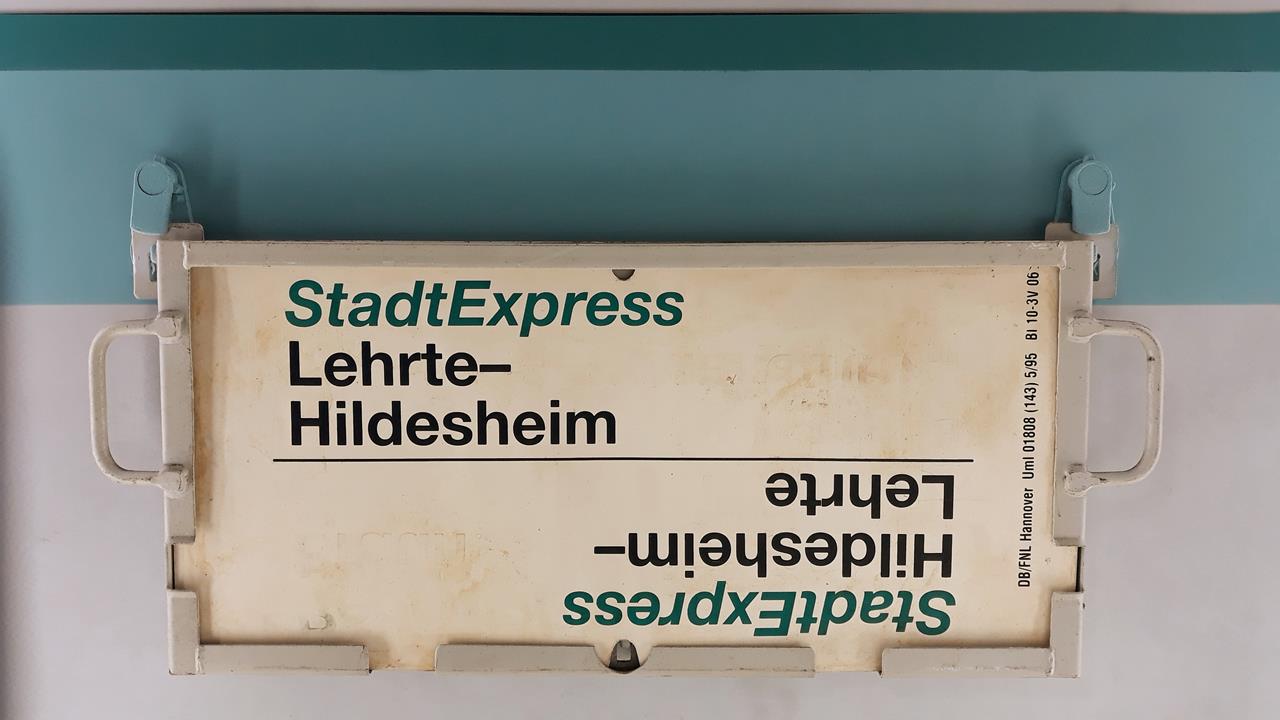 StadtExpress
Lehrte–
Hildesheim
StadtExpress
Hildesheim–
Lehrte
DB/FNL Hannover Uml 01808 (143) 5/95 Bl 10-3V 06